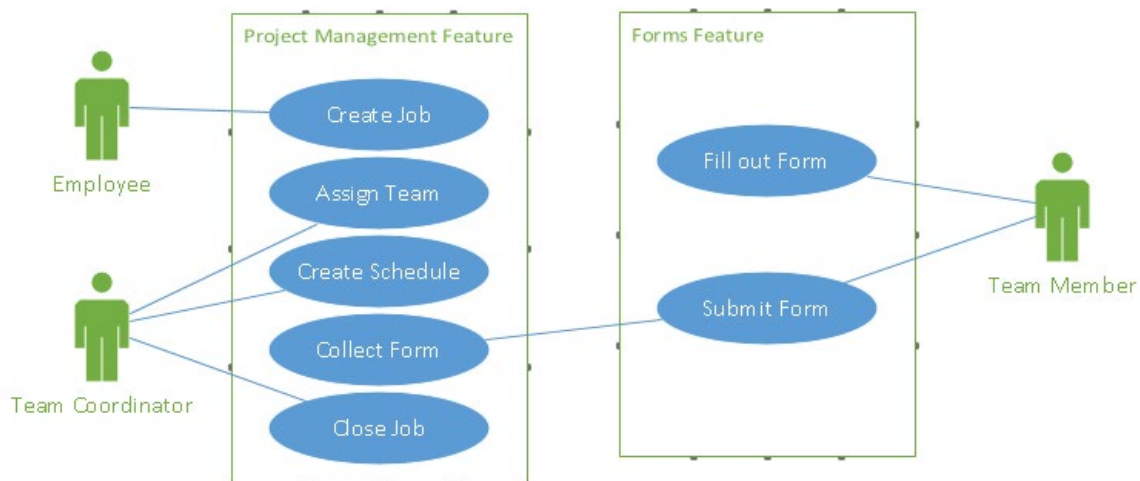 Project Management Feature
Forms Feature
Create Job
Fill out Form
Employee
Assign Team
Create Schedule
Team Member
Submit Form
Collect Form
Team Coordinator
Close Job